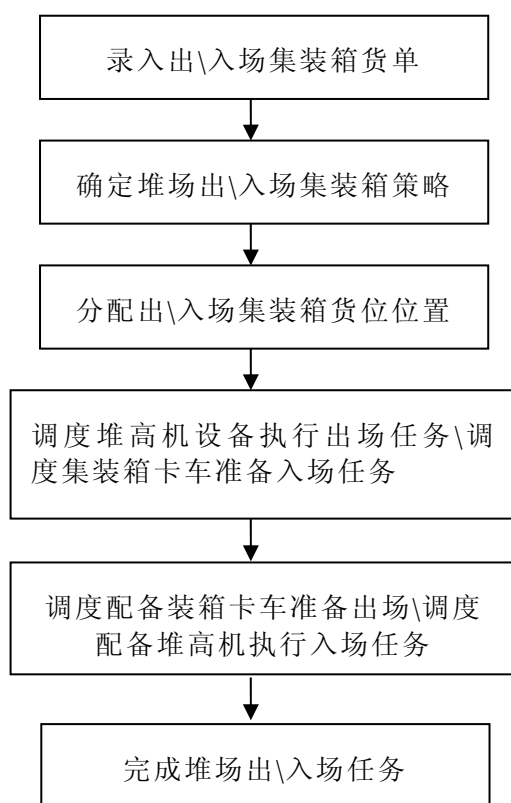 录入出\入场集装箱货单
确定堆场出\入场集装箱策略
分配出\入场集装箱货位位置
调度堆高机设备执行出场任务\调
度集装箱卡车准备入场任务
调度配备装箱卡车准备出场\调度
配备堆高机执行入场任务
完成堆场出\入场任务